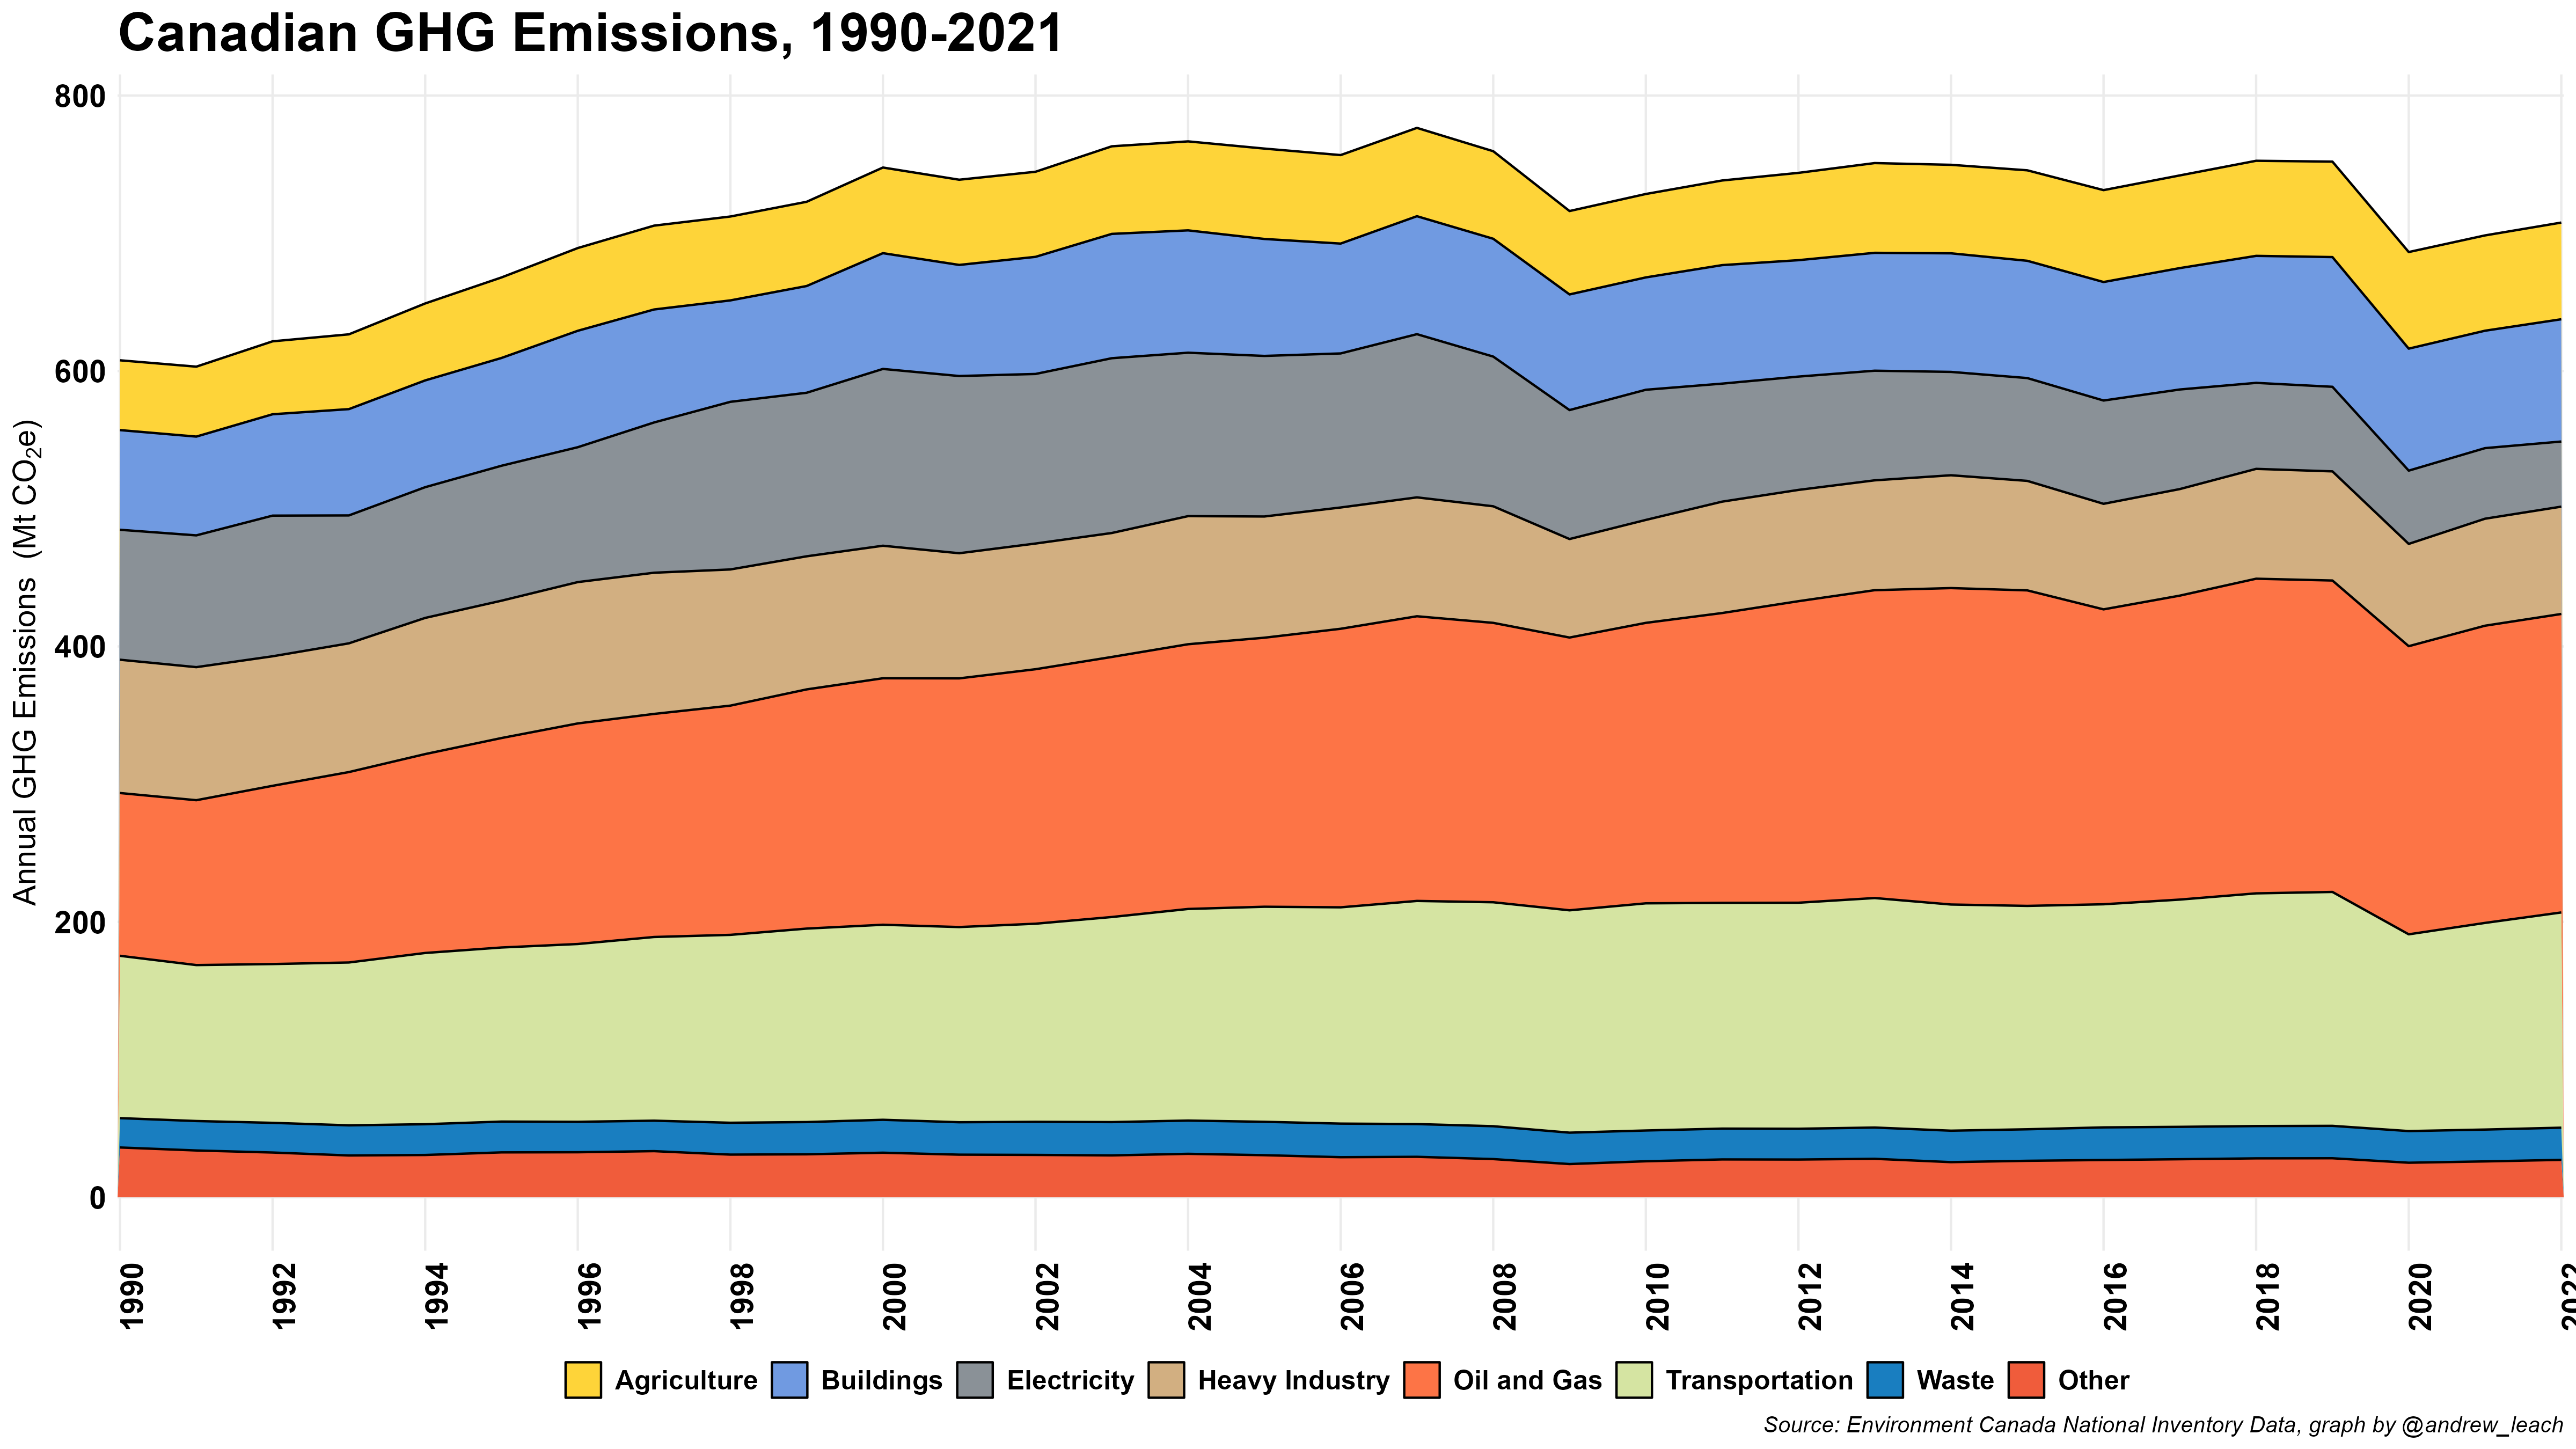 Canadian GHG Emissions, 1990-2021
Annual GHG Emissions (Mt CO₂e)
800
600
400
200
0
1990 1992 1994 1996 1998 2000 2002 2004 2006 2008 2010 2012 2014 2016 2018 2020 2022
Agriculture Buildings Electricity Heavy Industry Oil and Gas Transportation Waste Other
Source: Environment Canada National Inventory Data, graph by @andrew_leach